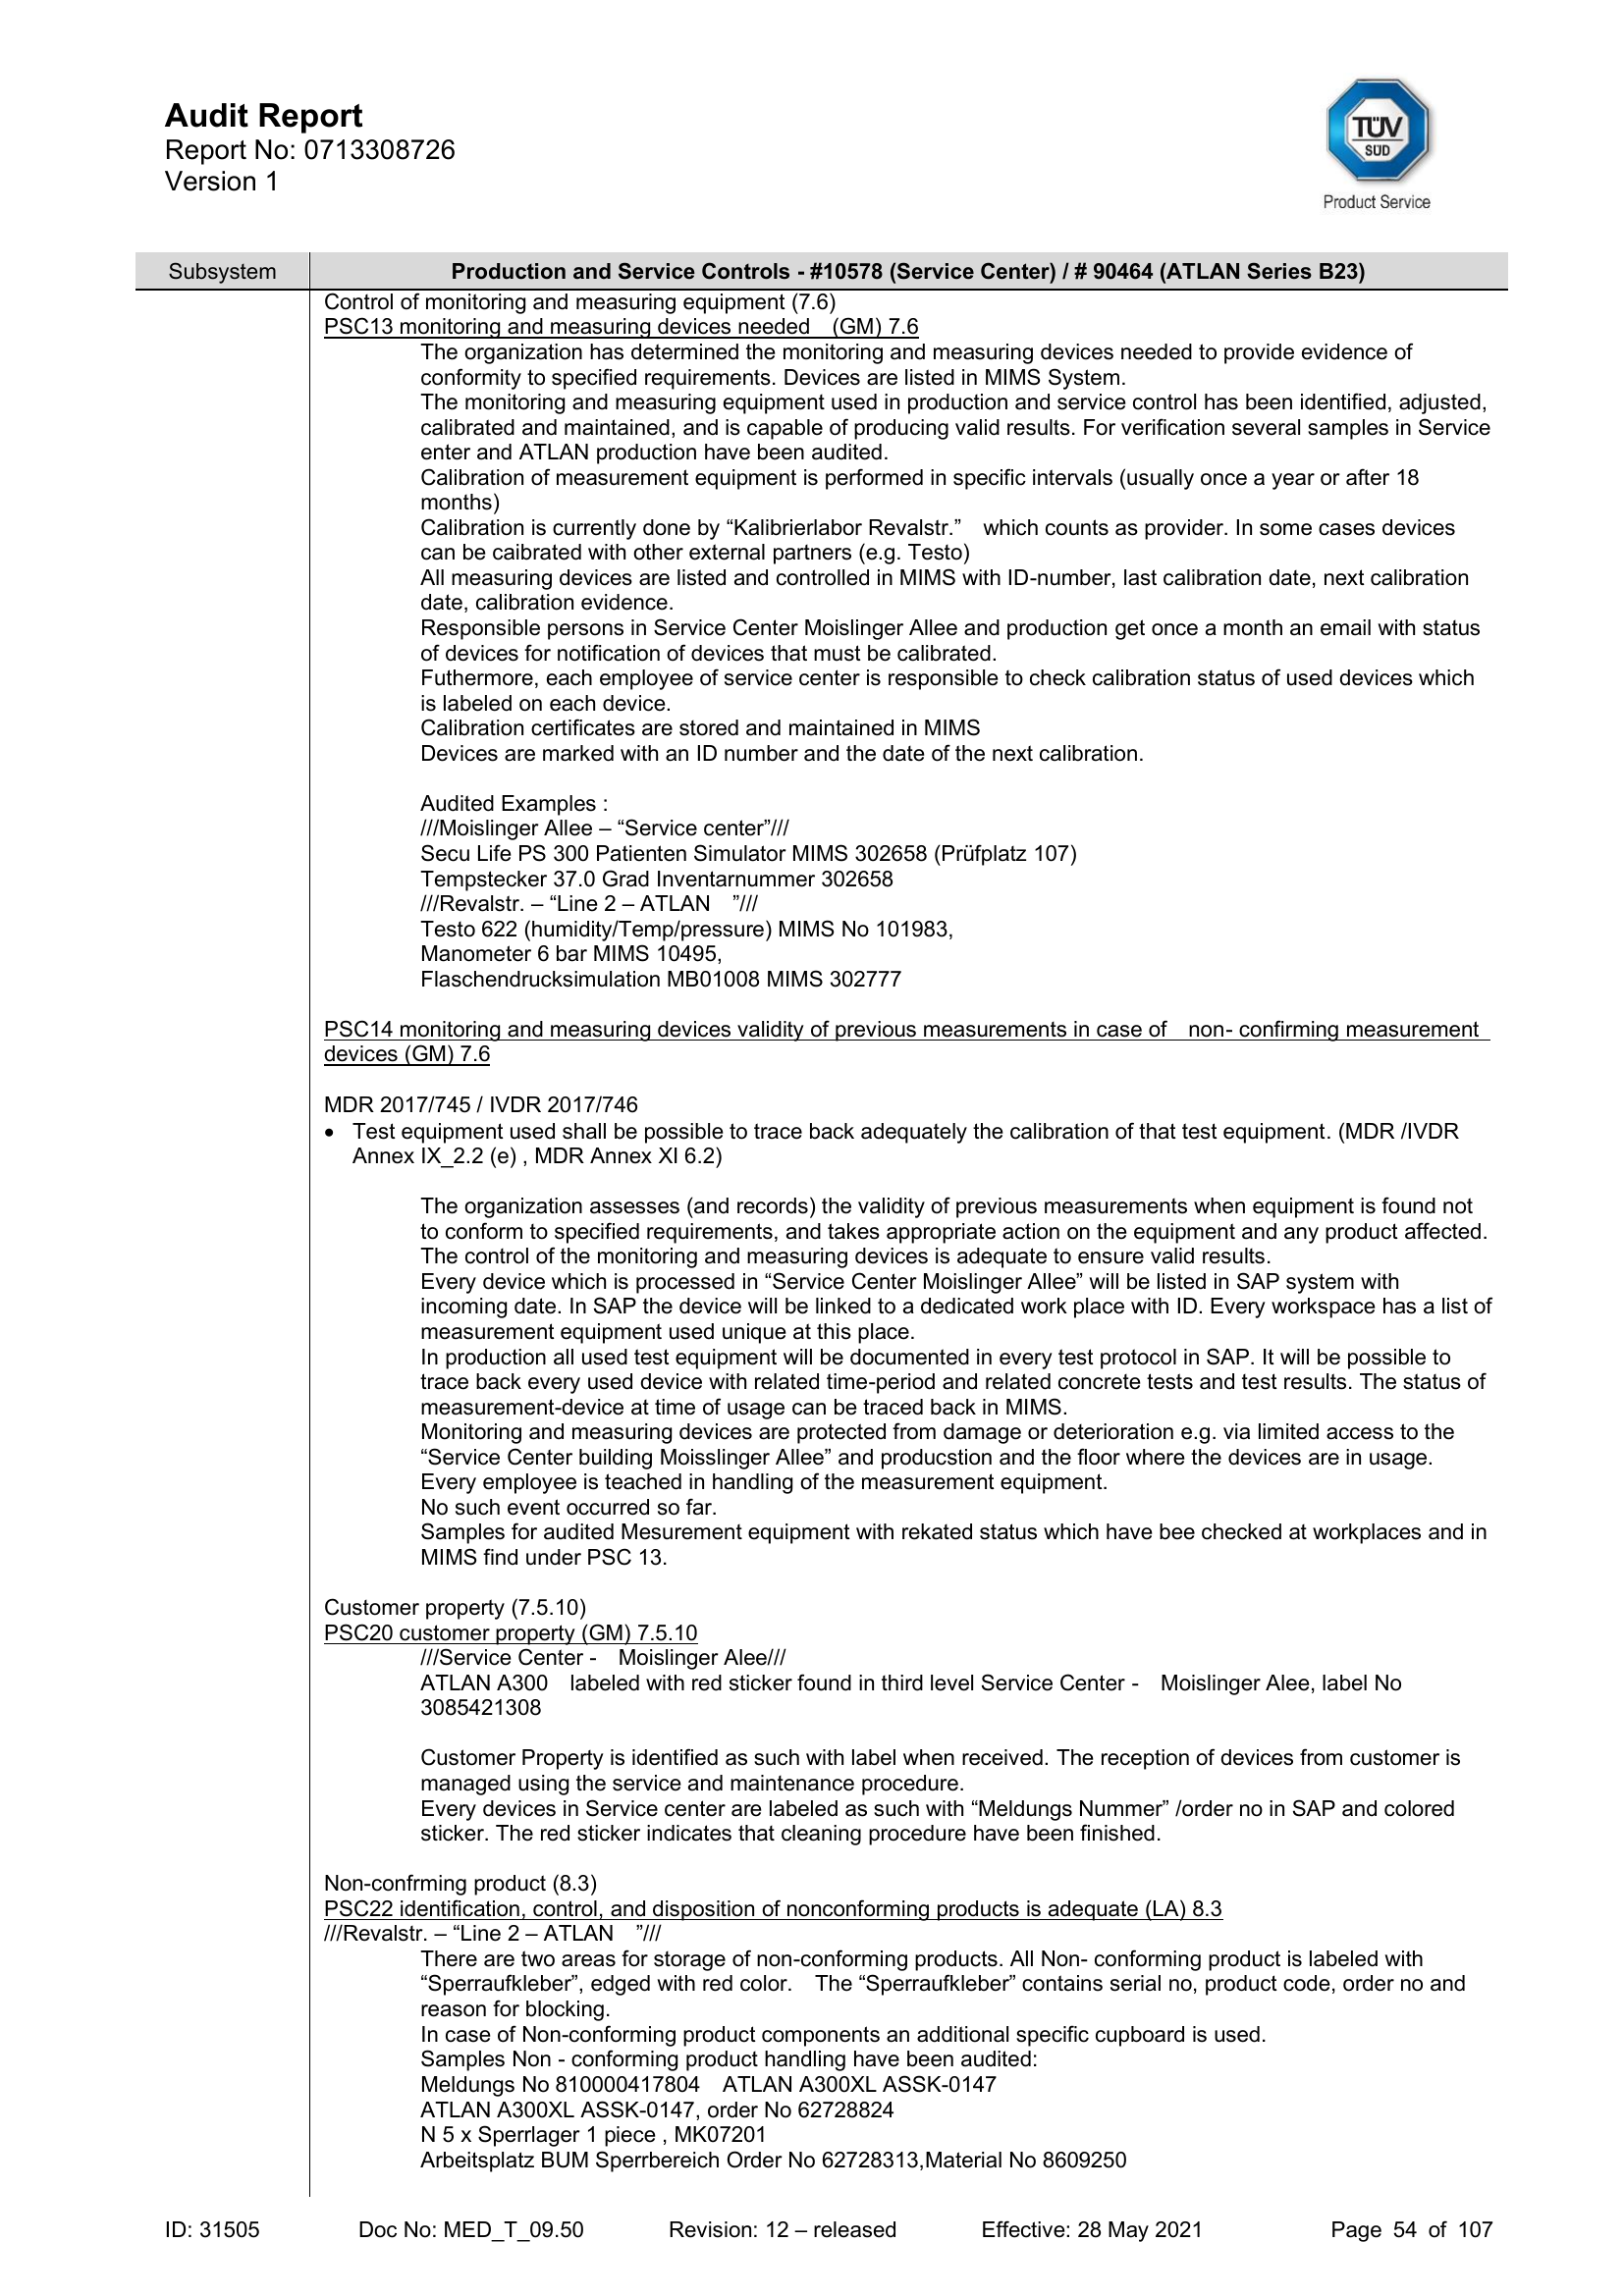 Audit Report
Report No: 0713308726
Version 1
TÜV
SÜD
Product Service
Subsystem
Production and Service Controls - #10578 (Service Center) / # 90464 (ATLAN Series B23)
Control of monitoring and measuring equipment (7.6)
PSC13 monitoring and measuring devices needed (GM) 7.6
The organization has determined the monitoring and measuring devices needed to provide evidence of
conformity to specified requirements. Devices are listed in MIMS System.
The monitoring and measuring equipment used in production and service control has been identified, adjusted,
calibrated and maintained, and is capable of producing valid results. For verification several samples in Service
enter and ATLAN production have been audited.
Calibration of measurement equipment is performed in specific intervals (usually once a year or after 18
months)
Calibration is currently done by “Kalibrierlabor Revalstr.” which counts as provider. In some cases devices
can be caibrated with other external partners (e.g. Testo)
All measuring devices are listed and controlled in MIMS with ID-number, last calibration date, next calibration
date, calibration evidence.
Responsible persons in Service Center Moislinger Allee and production get once a month an email with status
of devices for notification of devices that must be calibrated.
Futhermore, each employee of service center is responsible to check calibration status of used devices which
is labeled on each device.
Calibration certificates are stored and maintained in MIMS
Devices are marked with an ID number and the date of the next calibration.
Audited Examples :
///Moislinger Allee – “Service center”///
Secu Life PS 300 Patienten Simulator MIMS 302658 (Prüfplatz 107)
Tempstecker 37.0 Grad Inventarnummer 302658
///Revalstr. – “Line 2 – ATLAN ”///
Testo 622 (humidity/Temp/pressure) MIMS No 101983,
Manometer 6 bar MIMS 10495,
Flaschendrucksimulation MB01008 MIMS 302777
PSC14 monitoring and measuring devices validity of previous measurements in case of non- confirming measurement
devices (GM) 7.6
MDR 2017/745 / IVDR 2017/746
• Test equipment used shall be possible to trace back adequately the calibration of that test equipment. (MDR /IVDR
Annex IX_2.2 (e) , MDR Annex XI 6.2)
The organization assesses (and records) the validity of previous measurements when equipment is found not
to conform to specified requirements, and takes appropriate action on the equipment and any product affected.
The control of the monitoring and measuring devices is adequate to ensure valid results.
Every device which is processed in “Service Center Moislinger Allee” will be listed in SAP system with
incoming date. In SAP the device will be linked to a dedicated work place with ID. Every workspace has a list of
measurement equipment used unique at this place.
In production all used test equipment will be documented in every test protocol in SAP. It will be possible to
trace back every used device with related time-period and related concrete tests and test results. The status of
measurement-device at time of usage can be traced back in MIMS.
Monitoring and measuring devices are protected from damage or deterioration e.g. via limited access to the
“Service Center building Moisslinger Allee” and producstion and the floor where the devices are in usage.
Every employee is teached in handling of the measurement equipment.
No such event occurred so far.
Samples for audited Mesurement equipment with rekated status which have bee checked at workplaces and in
MIMS find under PSC 13.
Customer property (7.5.10)
PSC20 customer property (GM) 7.5.10
///Service Center - Moislinger Alee///
ATLAN A300 labeled with red sticker found in third level Service Center - Moislinger Alee, label No
3085421308
Customer Property is identified as such with label when received. The reception of devices from customer is
managed using the service and maintenance procedure.
Every devices in Service center are labeled as such with “Meldungs Nummer” /order no in SAP and colored
sticker. The red sticker indicates that cleaning procedure have been finished.
Non-confrming product (8.3)
PSC22 identification, control, and disposition of nonconforming products is adequate (LA) 8.3
///Revalstr. – “Line 2 – ATLAN ”///
There are two areas for storage of non-conforming products. All Non- conforming product is labeled with
“Sperraufkleber”, edged with red color. The “Sperraufkleber” contains serial no, product code, order no and
reason for blocking.
In case of Non-conforming product components an additional specific cupboard is used.
Samples Non - conforming product handling have been audited:
Meldungs No 810000417804 ATLAN A300XL ASSK-0147
ATLAN A300XL ASSK-0147, order No 62728824
N 5 x Sperrlager 1 piece , MK07201
Arbeitsplatz BUM Sperrbereich Order No 62728313,Material No 8609250
ID: 31505 Doc No: MED_T_09.50 Revision: 12 – released Effective: 28 May 2021 Page 54 of 107